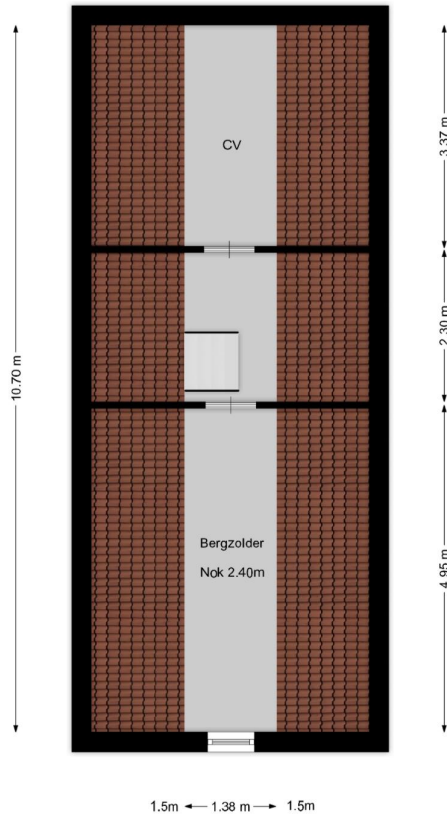 3.37 m
CV
2.30 m
10.70 m
Bergzolder
Nok 2.40m
4.95 m
1.5m 1.38 m 1.5m